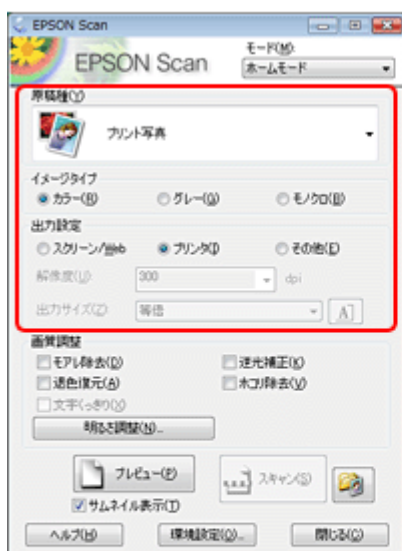 EPSON Scan
EPSON Scan
モード(M):
ホームモード
原稿種(Y)
プリント写真
イメージタイプ
カラー(R) グレー(G) モノクロ(B)
出力設定
スクリーン/Web プリンタ(I) その他(E)
解像度(U) 300 dpi
出力サイズ(Z) 等倍 A]
画質調整
モアレ除去(D) 逆光補正(K)
退色復元(A) ホコリ除去(V)
文字くっきり(X)
明るさ調整(N)...
プレビュー(P) スキャン(S)
サムネイル表示(T)
ヘルプ(H) 環境設定(O)... 閉じる(C)